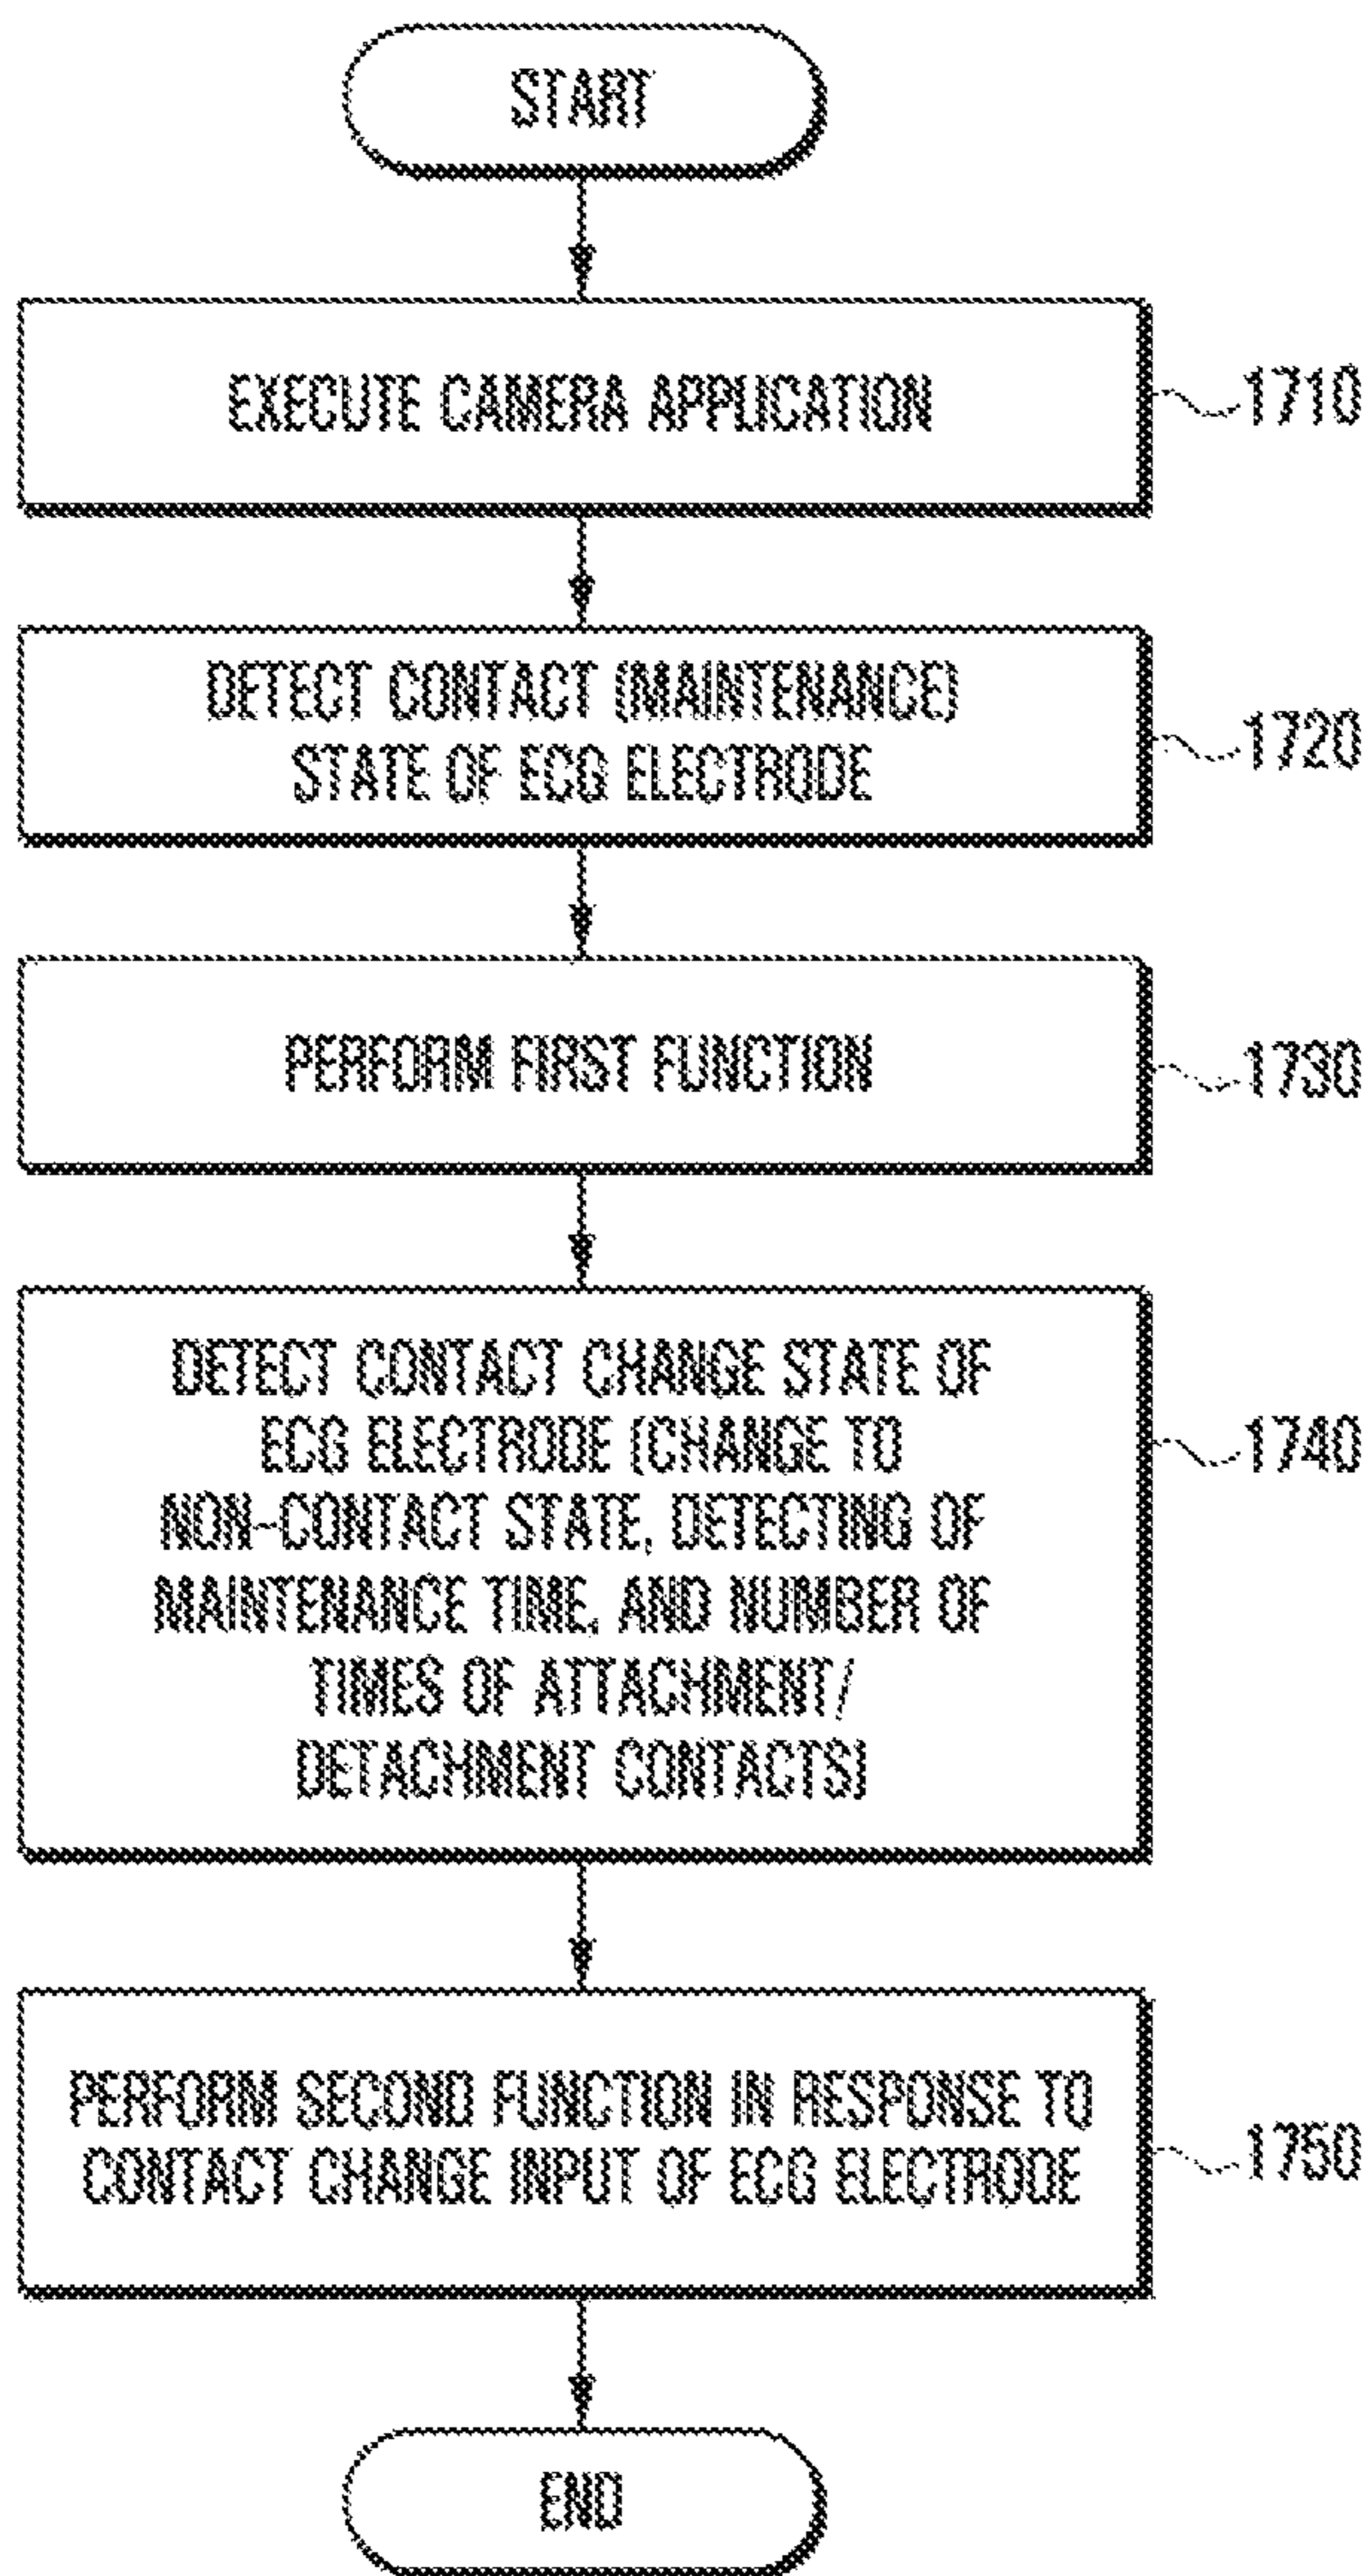 START
EXECUTE CAMERA APPLICATION
1710
DETECT CONTACT (MAINTENANCE)
STATE OF ECG ELECTRODE
1720
PERFORM FIRST FUNCTION
1730
DETECT CONTACT CHANGE STATE OF
ECG ELECTRODE (CHANGE TO
NON-CONTACT STATE, DETECTING OF
MAINTENANCE TIME, AND NUMBER OF
TIMES OF ATTACHMENT/
DETACHMENT CONTACTS)
1740
PERFORM SECOND FUNCTION IN RESPONSE TO
CONTACT CHANGE INPUT OF ECG ELECTRODE
1750
END